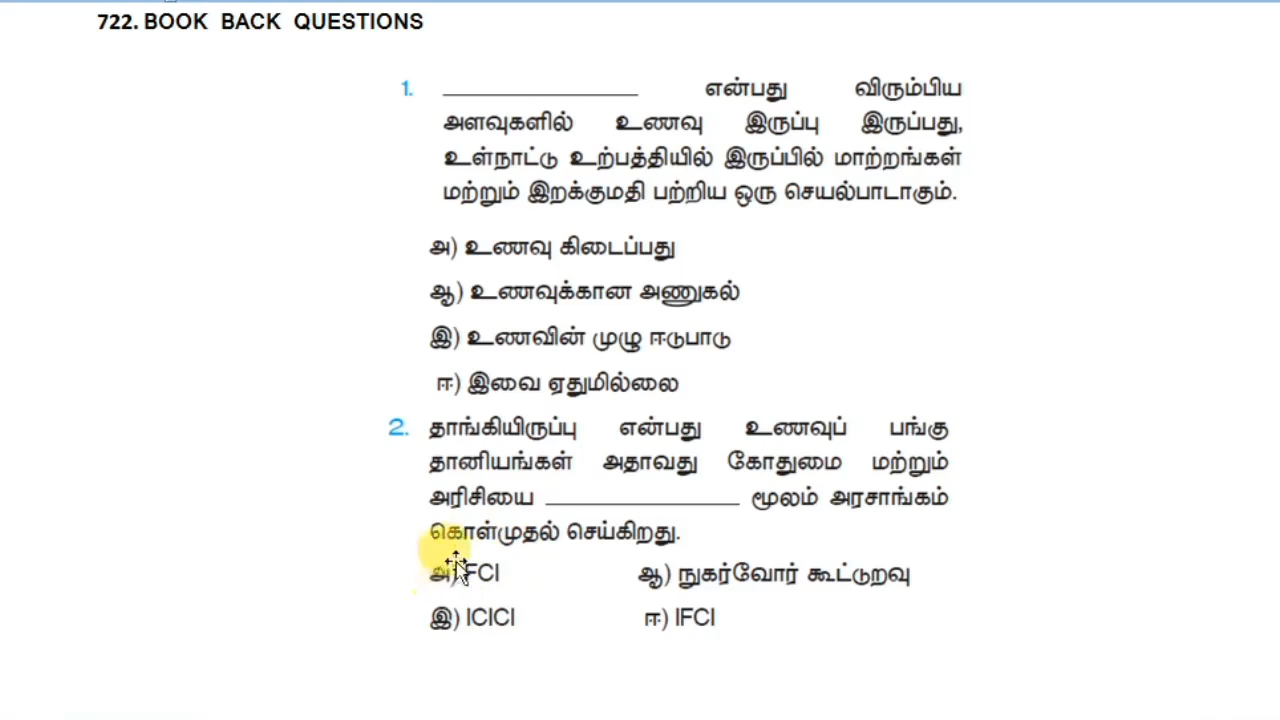 722. BOOK BACK QUESTIONS
1. ____________ என்பது விரும்பிய
அளவுகளில் உணவு இருப்பு இருப்பது,
உள்நாட்டு உற்பத்தியில் இருப்பில் மாற்றங்கள்
மற்றும் இறக்குமதி பற்றிய ஒரு செயல்பாடாகும்.
அ) உணவு கிடைப்பது
ஆ) உணவுக்கான அணுகல்
இ) உணவின் முழு ஈடுபாடு
ஈ) இவை ஏதுமில்லை
2. தாங்கியிருப்பு என்பது உணவுப் பங்கு
தானியங்கள் அதாவது கோதுமை மற்றும்
அரிசியை ____________ மூலம் அரசாங்கம்
கொள்முதல் செய்கிறது.
அ) FCI ஆ) நுகர்வோர் கூட்டுறவு
இ) ICICI ஈ) IFCI